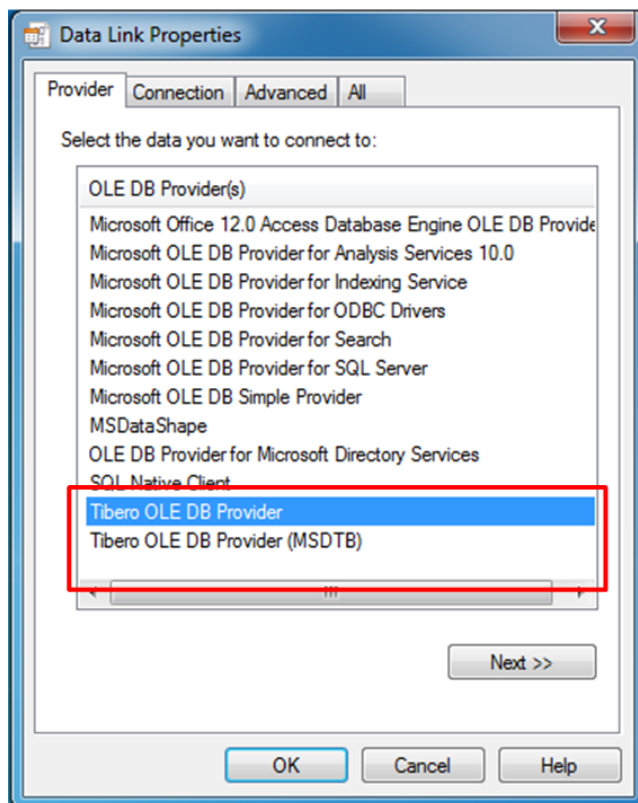 Data Link Properties
Provider
Connection
Advanced
All
Select the data you want to connect to:
OLE DB Provider(s)
Microsoft Office 12.0 Access Database Engine OLE DB Provide
Microsoft OLE DB Provider for Analysis Services 10.0
Microsoft OLE DB Provider for Indexing Service
Microsoft OLE DB Provider for ODBC Drivers
Microsoft OLE DB Provider for Search
Microsoft OLE DB Provider for SQL Server
Microsoft OLE DB Simple Provider
MSDataShape
OLE DB Provider for Microsoft Directory Services
SQL Native Client
Tibero OLE DB Provider
Tibero OLE DB Provider (MSDTB)
Next >>
OK
Cancel
Help